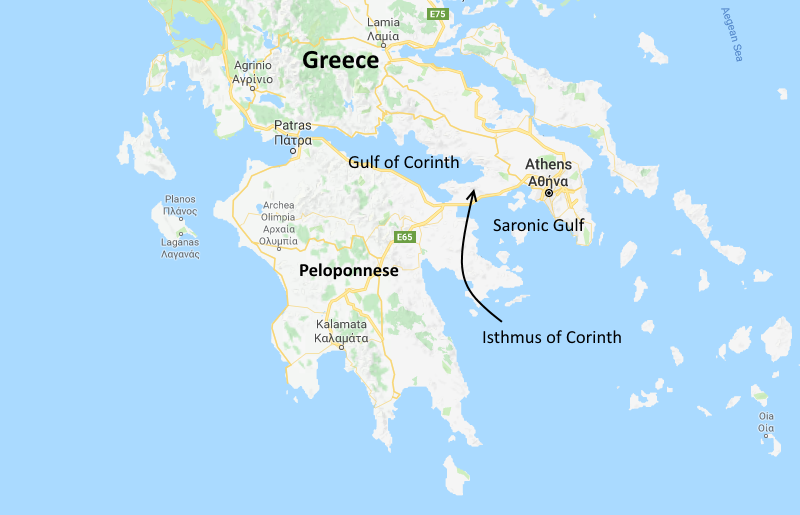 E75
Aegean Sea
Lamia
Λαμία
Greece
Agrinio
Αγρίνιο
Patras
Πάτρα
Gulf of Corinth
Athens
Αθήνα
Planos
Πλάνος
Archea
Olimpia
Αρχαία
Ολυμπία
Saronic Gulf
E65
Laganas
Λαγανάς
Peloponnese
Kalamata
Καλαμάτα
Isthmus of Corinth
Oia
Οία